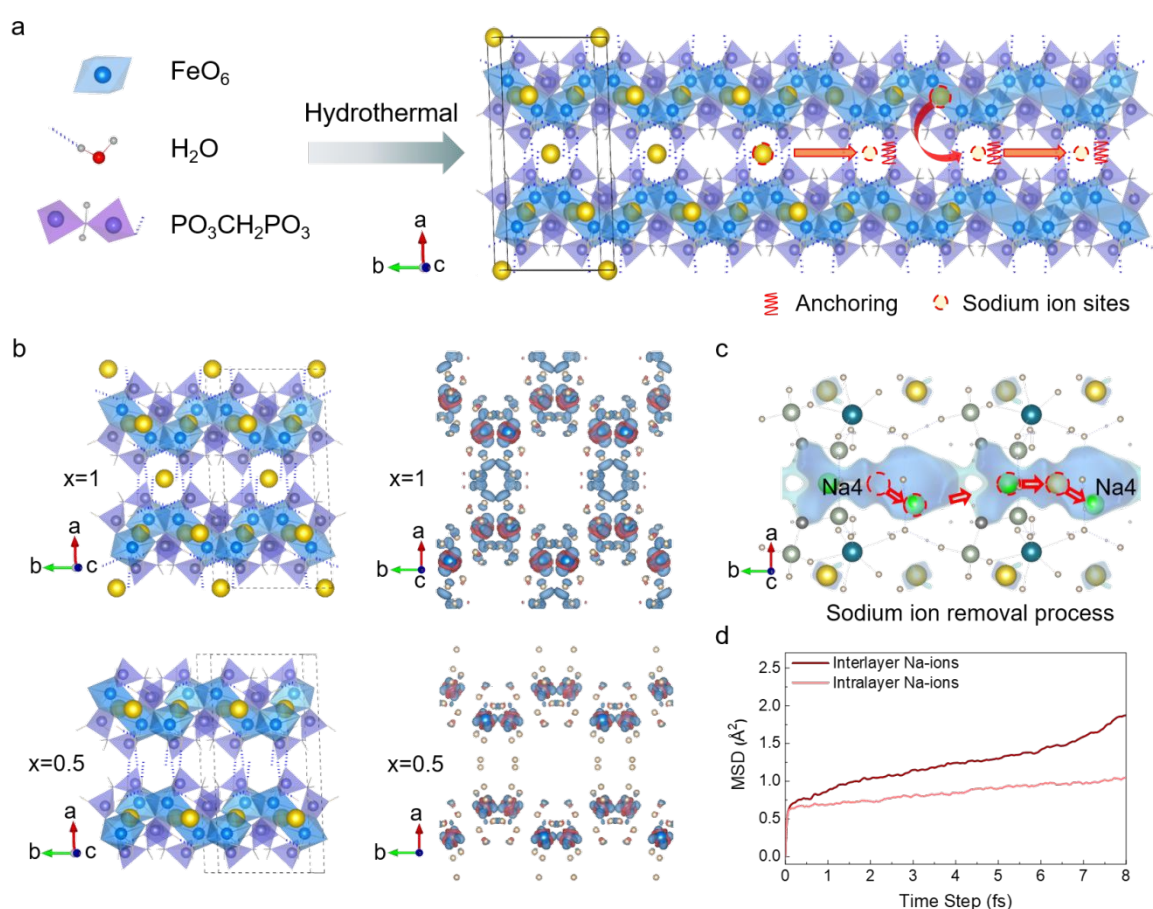 a
FeO₆
H₂O
PO₃CH₂PO₃
Hydrothermal
a
b
c
Anchoring
Sodium ion sites
b
x=1
a
b
c
x=1
a
b
c
x=0.5
a
b
c
x=0.5
a
b
c
Na4
Na4
a
b
c
Sodium ion removal process
d
Interlayer Na-ions
Intralayer Na-ions
MSD (Å²)
2.5
2.0
1.5
1.0
0.5
0.0
0 1 2 3 4 5 6 7 8
Time Step (fs)